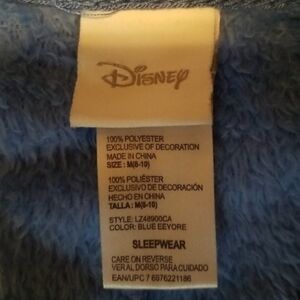 Disney
100% POLYESTER
EXCLUSIVE OF DECORATION
MADE IN CHINA
SIZE : M(8-10)
100% POLIÉSTER
EXCLUSIVO DE DECORACIÓN
HECHO EN CHINA
TALLA : M(8-10)
STYLE: LZ48900CA
COLOR: BLUE EEYORE
SLEEPWEAR
CARE ON REVERSE
VER AL DORSO PARA CUIDADO
EAN/UPC 7 6976221186